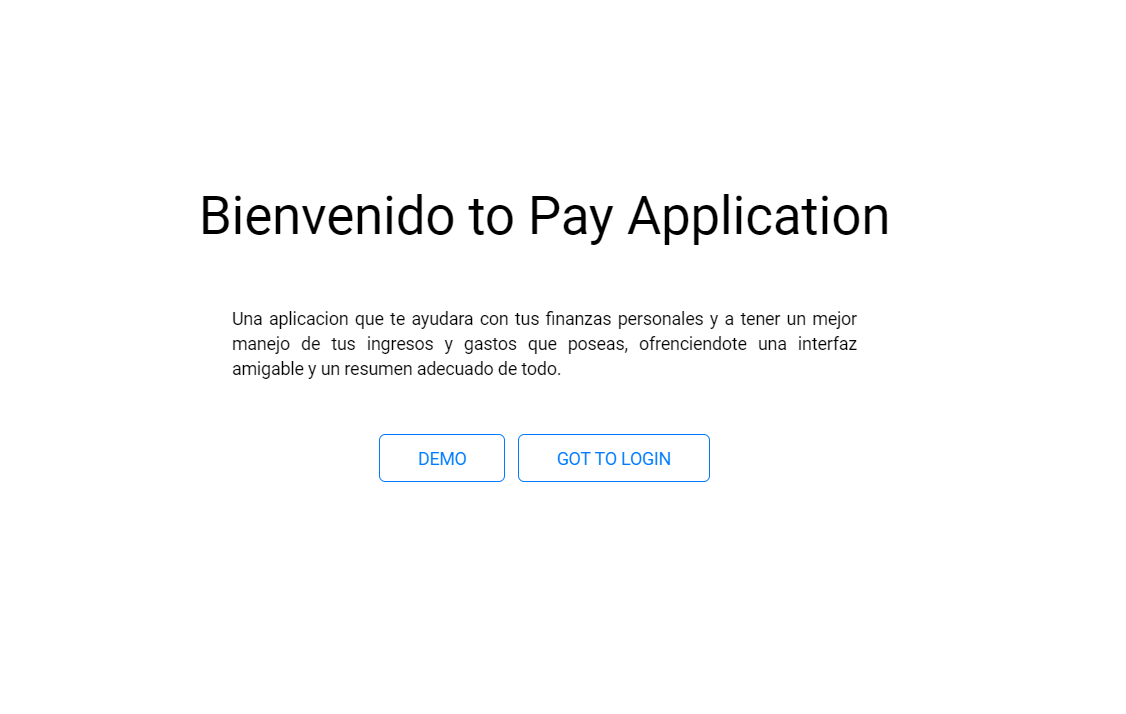 Bienvenido to Pay Application
Una aplicacion que te ayudara con tus finanzas personales y a tener un mejor
manejo de tus ingresos y gastos que poseas, ofrenciendote una interfaz
amigable y un resumen adecuado de todo.
DEMO
GOT TO LOGIN